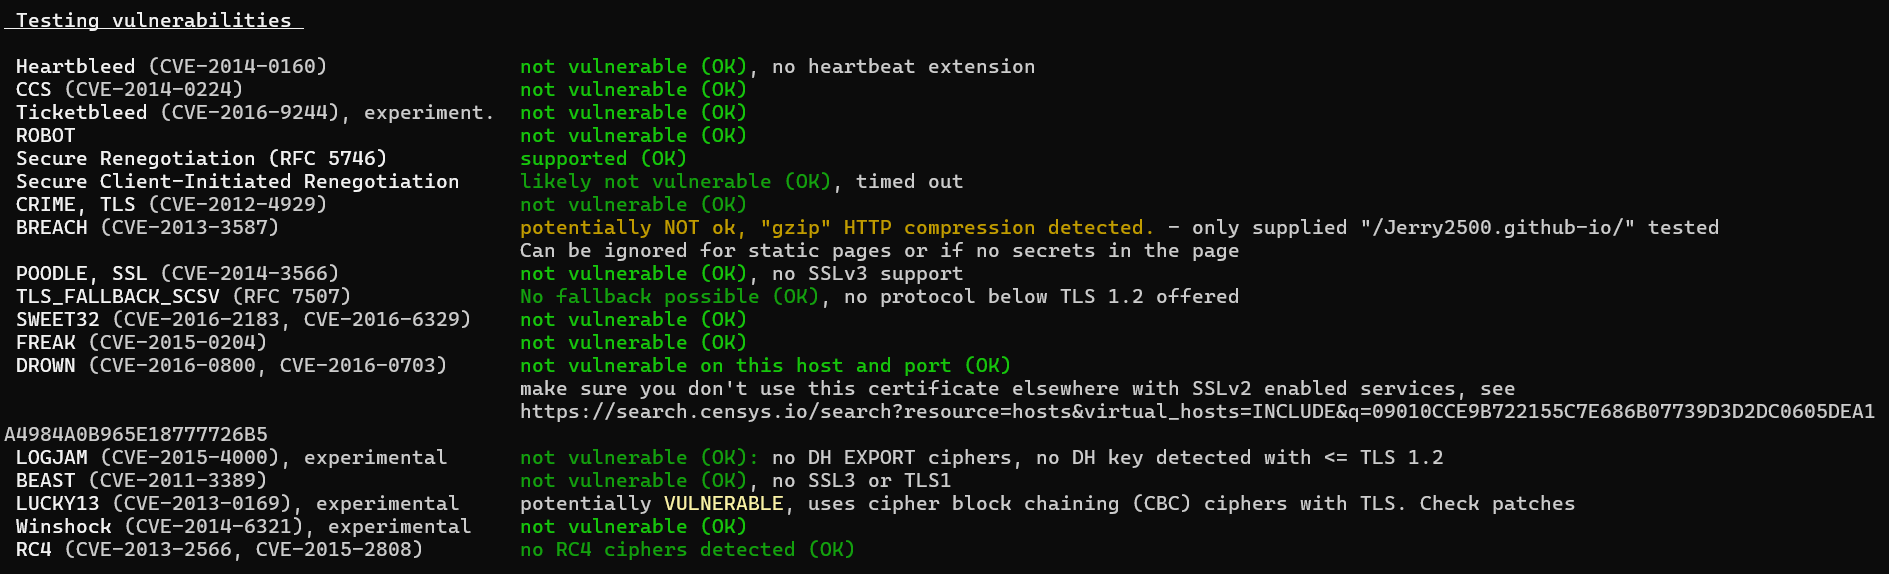 Testing vulnerabilities
Heartbleed (CVE-2014-0160) not vulnerable (OK), no heartbeat extension
CCS (CVE-2014-0224) not vulnerable (OK)
Ticketbleed (CVE-2016-9244), experiment. not vulnerable (OK)
ROBOT not vulnerable (OK)
Secure Renegotiation (RFC 5746) supported (OK)
Secure Client-Initiated Renegotiation likely not vulnerable (OK), timed out
CRIME, TLS (CVE-2012-4929) not vulnerable (OK)
BREACH (CVE-2013-3587) potentially NOT ok, "gzip" HTTP compression detected. - only supplied "/Jerry2500.github-io/" tested
Can be ignored for static pages or if no secrets in the page
POODLE, SSL (CVE-2014-3566) not vulnerable (OK), no SSLv3 support
TLS_FALLBACK_SCSV (RFC 7507) No fallback possible (OK), no protocol below TLS 1.2 offered
SWEET32 (CVE-2016-2183, CVE-2016-6329) not vulnerable (OK)
FREAK (CVE-2015-0204) not vulnerable (OK)
DROWN (CVE-2016-0800, CVE-2016-0703) not vulnerable on this host and port (OK)
make sure you don't use this certificate elsewhere with SSLv2 enabled services, see
https://search.censys.io/search?resource=hosts&virtual_hosts=INCLUDE&q=09010CCE9B722155C7E686B07739D3D2DC0605DEA1
A4984A0B965E18777726B5
LOGJAM (CVE-2015-4000), experimental not vulnerable (OK): no DH EXPORT ciphers, no DH key detected with <= TLS 1.2
BEAST (CVE-2011-3389) not vulnerable (OK), no SSL3 or TLS1
LUCKY13 (CVE-2013-0169), experimental potentially VULNERABLE, uses cipher block chaining (CBC) ciphers with TLS. Check patches
Winshock (CVE-2014-6321), experimental not vulnerable (OK)
RC4 (CVE-2013-2566, CVE-2015-2808) no RC4 ciphers detected (OK)